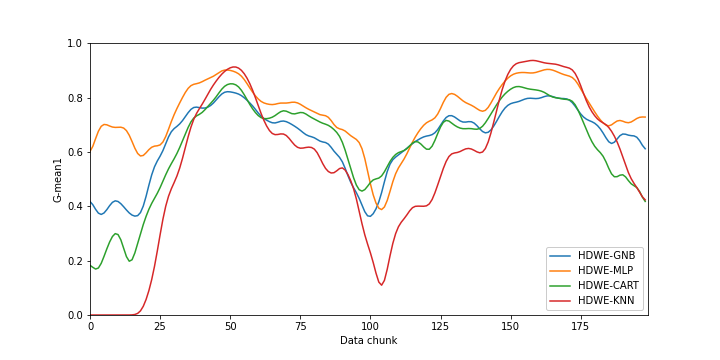 1.0
0.8
0.6
0.4
0.2
0.0
G-mean1
0 25 50 75 100 125 150 175
Data chunk
HDWE-GNB
HDWE-MLP
HDWE-CART
HDWE-KNN